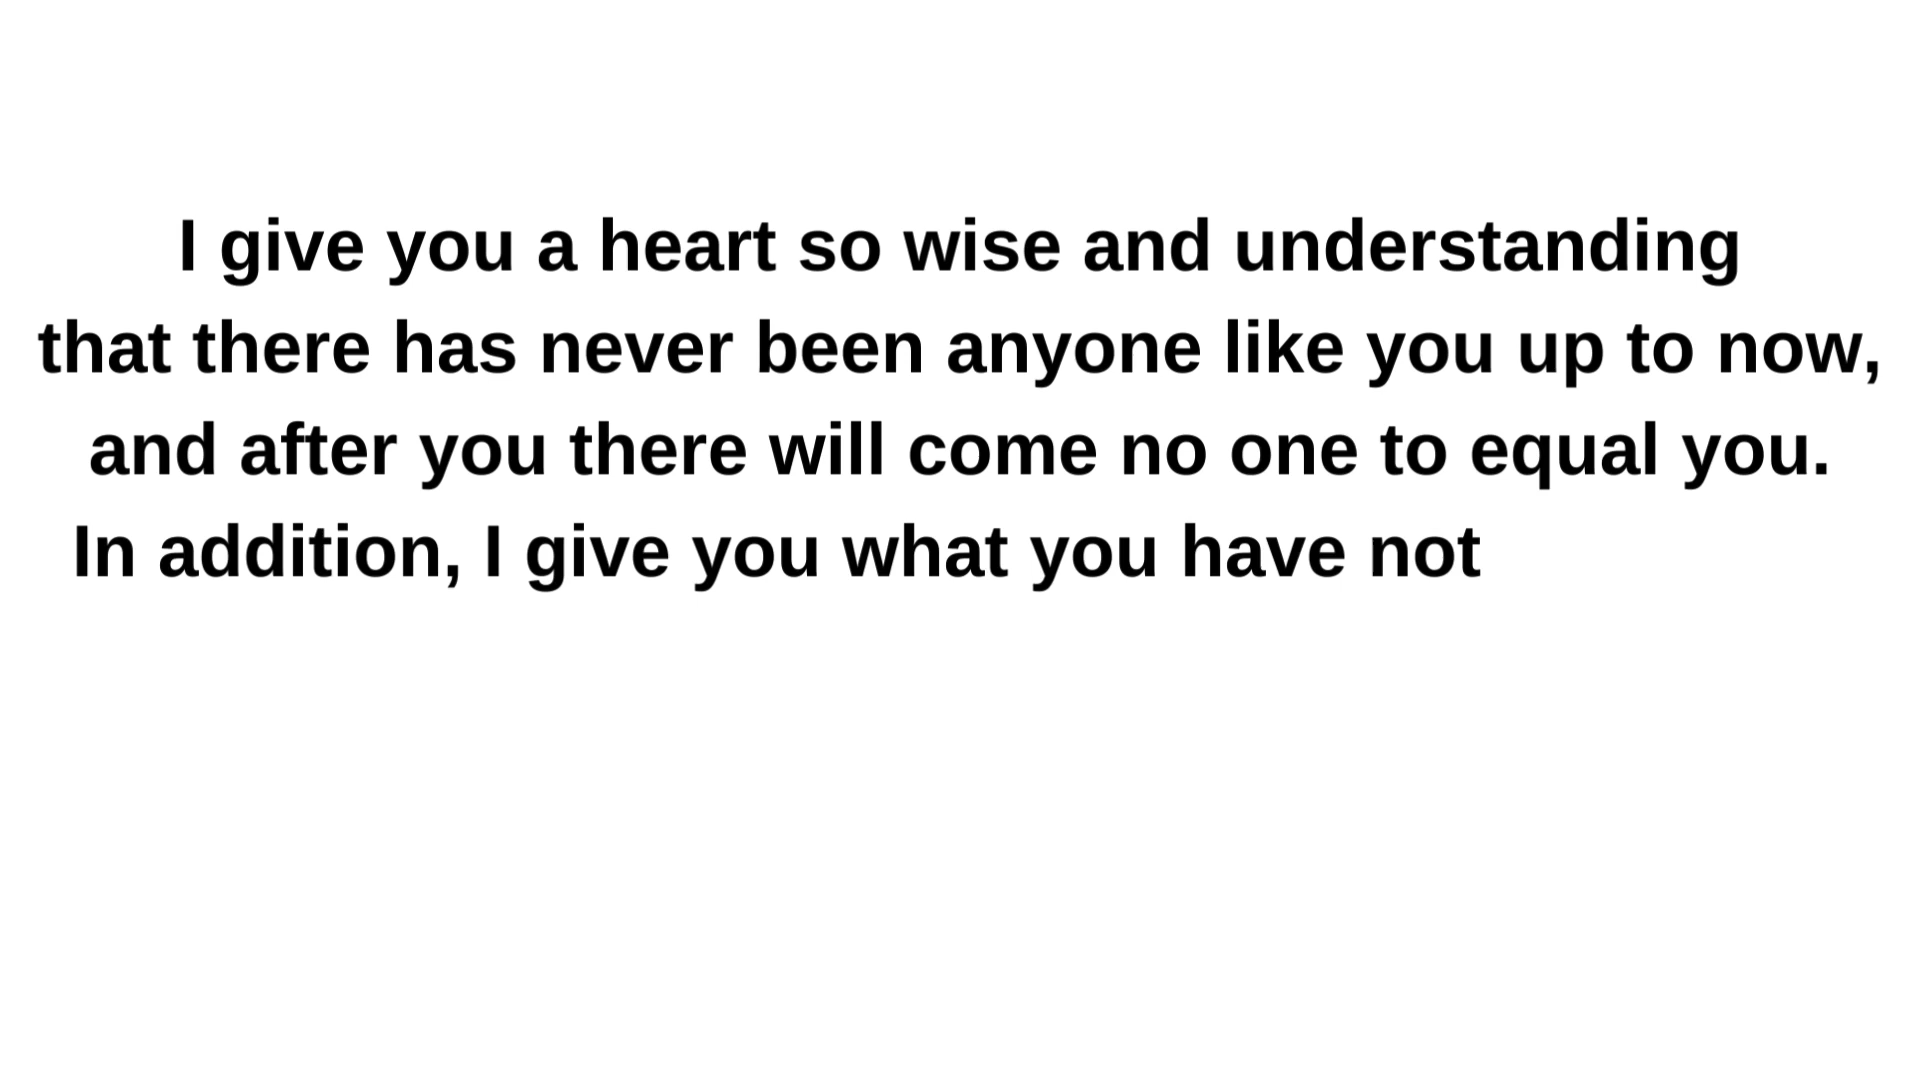 I give you a heart so wise and understanding
that there has never been anyone like you up to now,
and after you there will come no one to equal you.
In addition, I give you what you have not